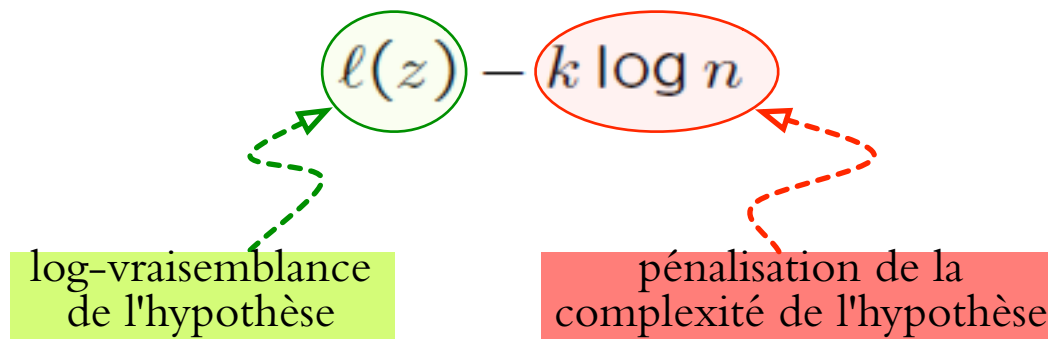 ℓ(z) − k log n
log-vraisemblance
de l'hypothèse
pénalisation de la
complexité de l'hypothèse